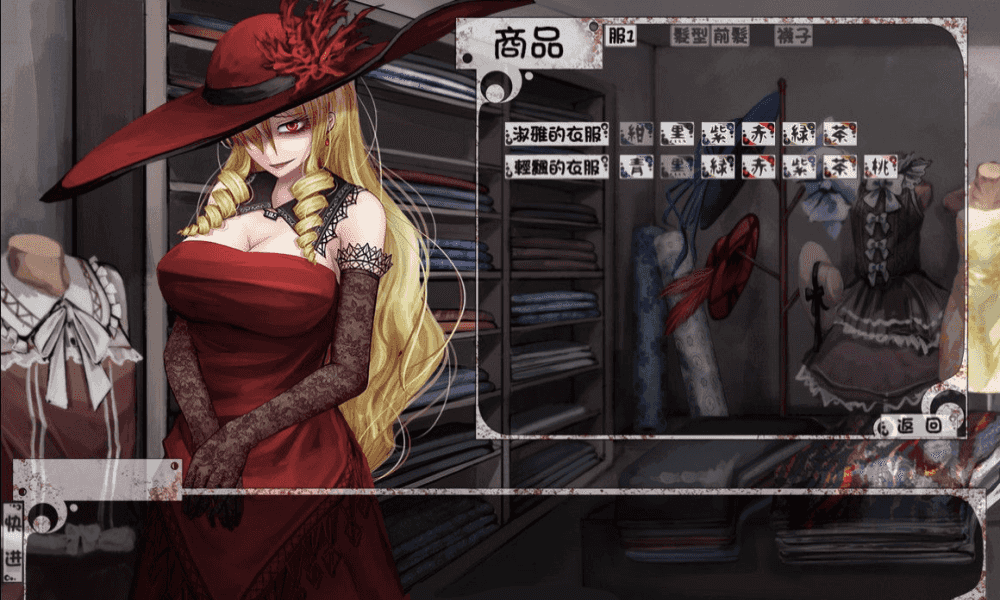 商品
服1 髮型 前髮 襪子
淑雅的衣服 紺 黒 紫 赤 緑 茶
輕飄的衣服 青 黒 緑 赤 紫 茶 桃
返回
快進